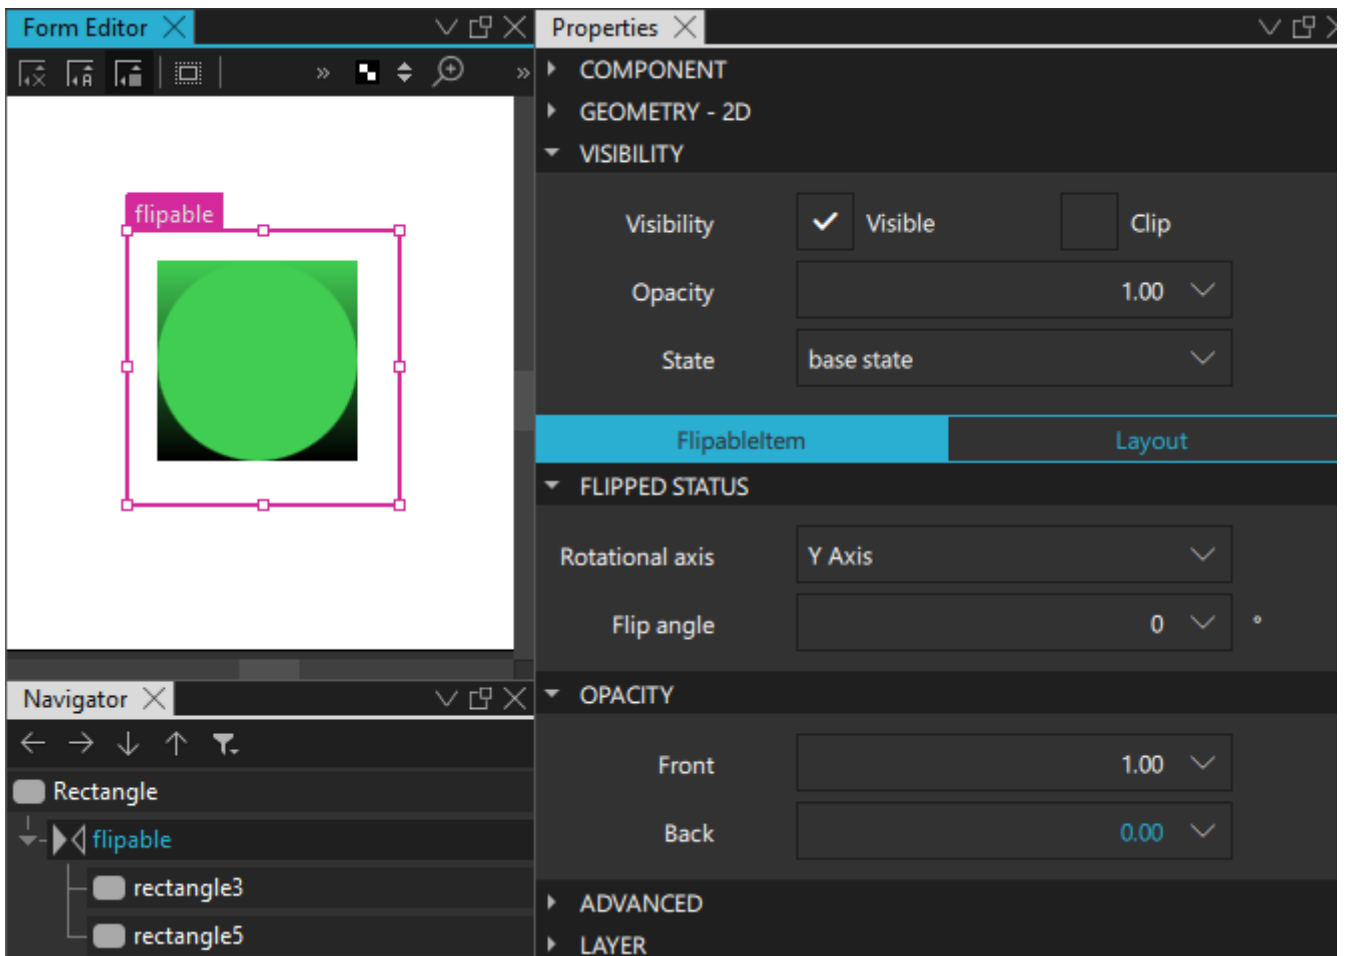 Form Editor
flipable
Navigator
Rectangle
flipable
rectangle3
rectangle5
Properties
COMPONENT
GEOMETRY - 2D
VISIBILITY
Visibility Visible Clip
Opacity 1.00
State base state
FlipableItem Layout
FLIPPED STATUS
Rotational axis Y Axis
Flip angle 0 °
OPACITY
Front 1.00
Back 0.00
ADVANCED
LAYER